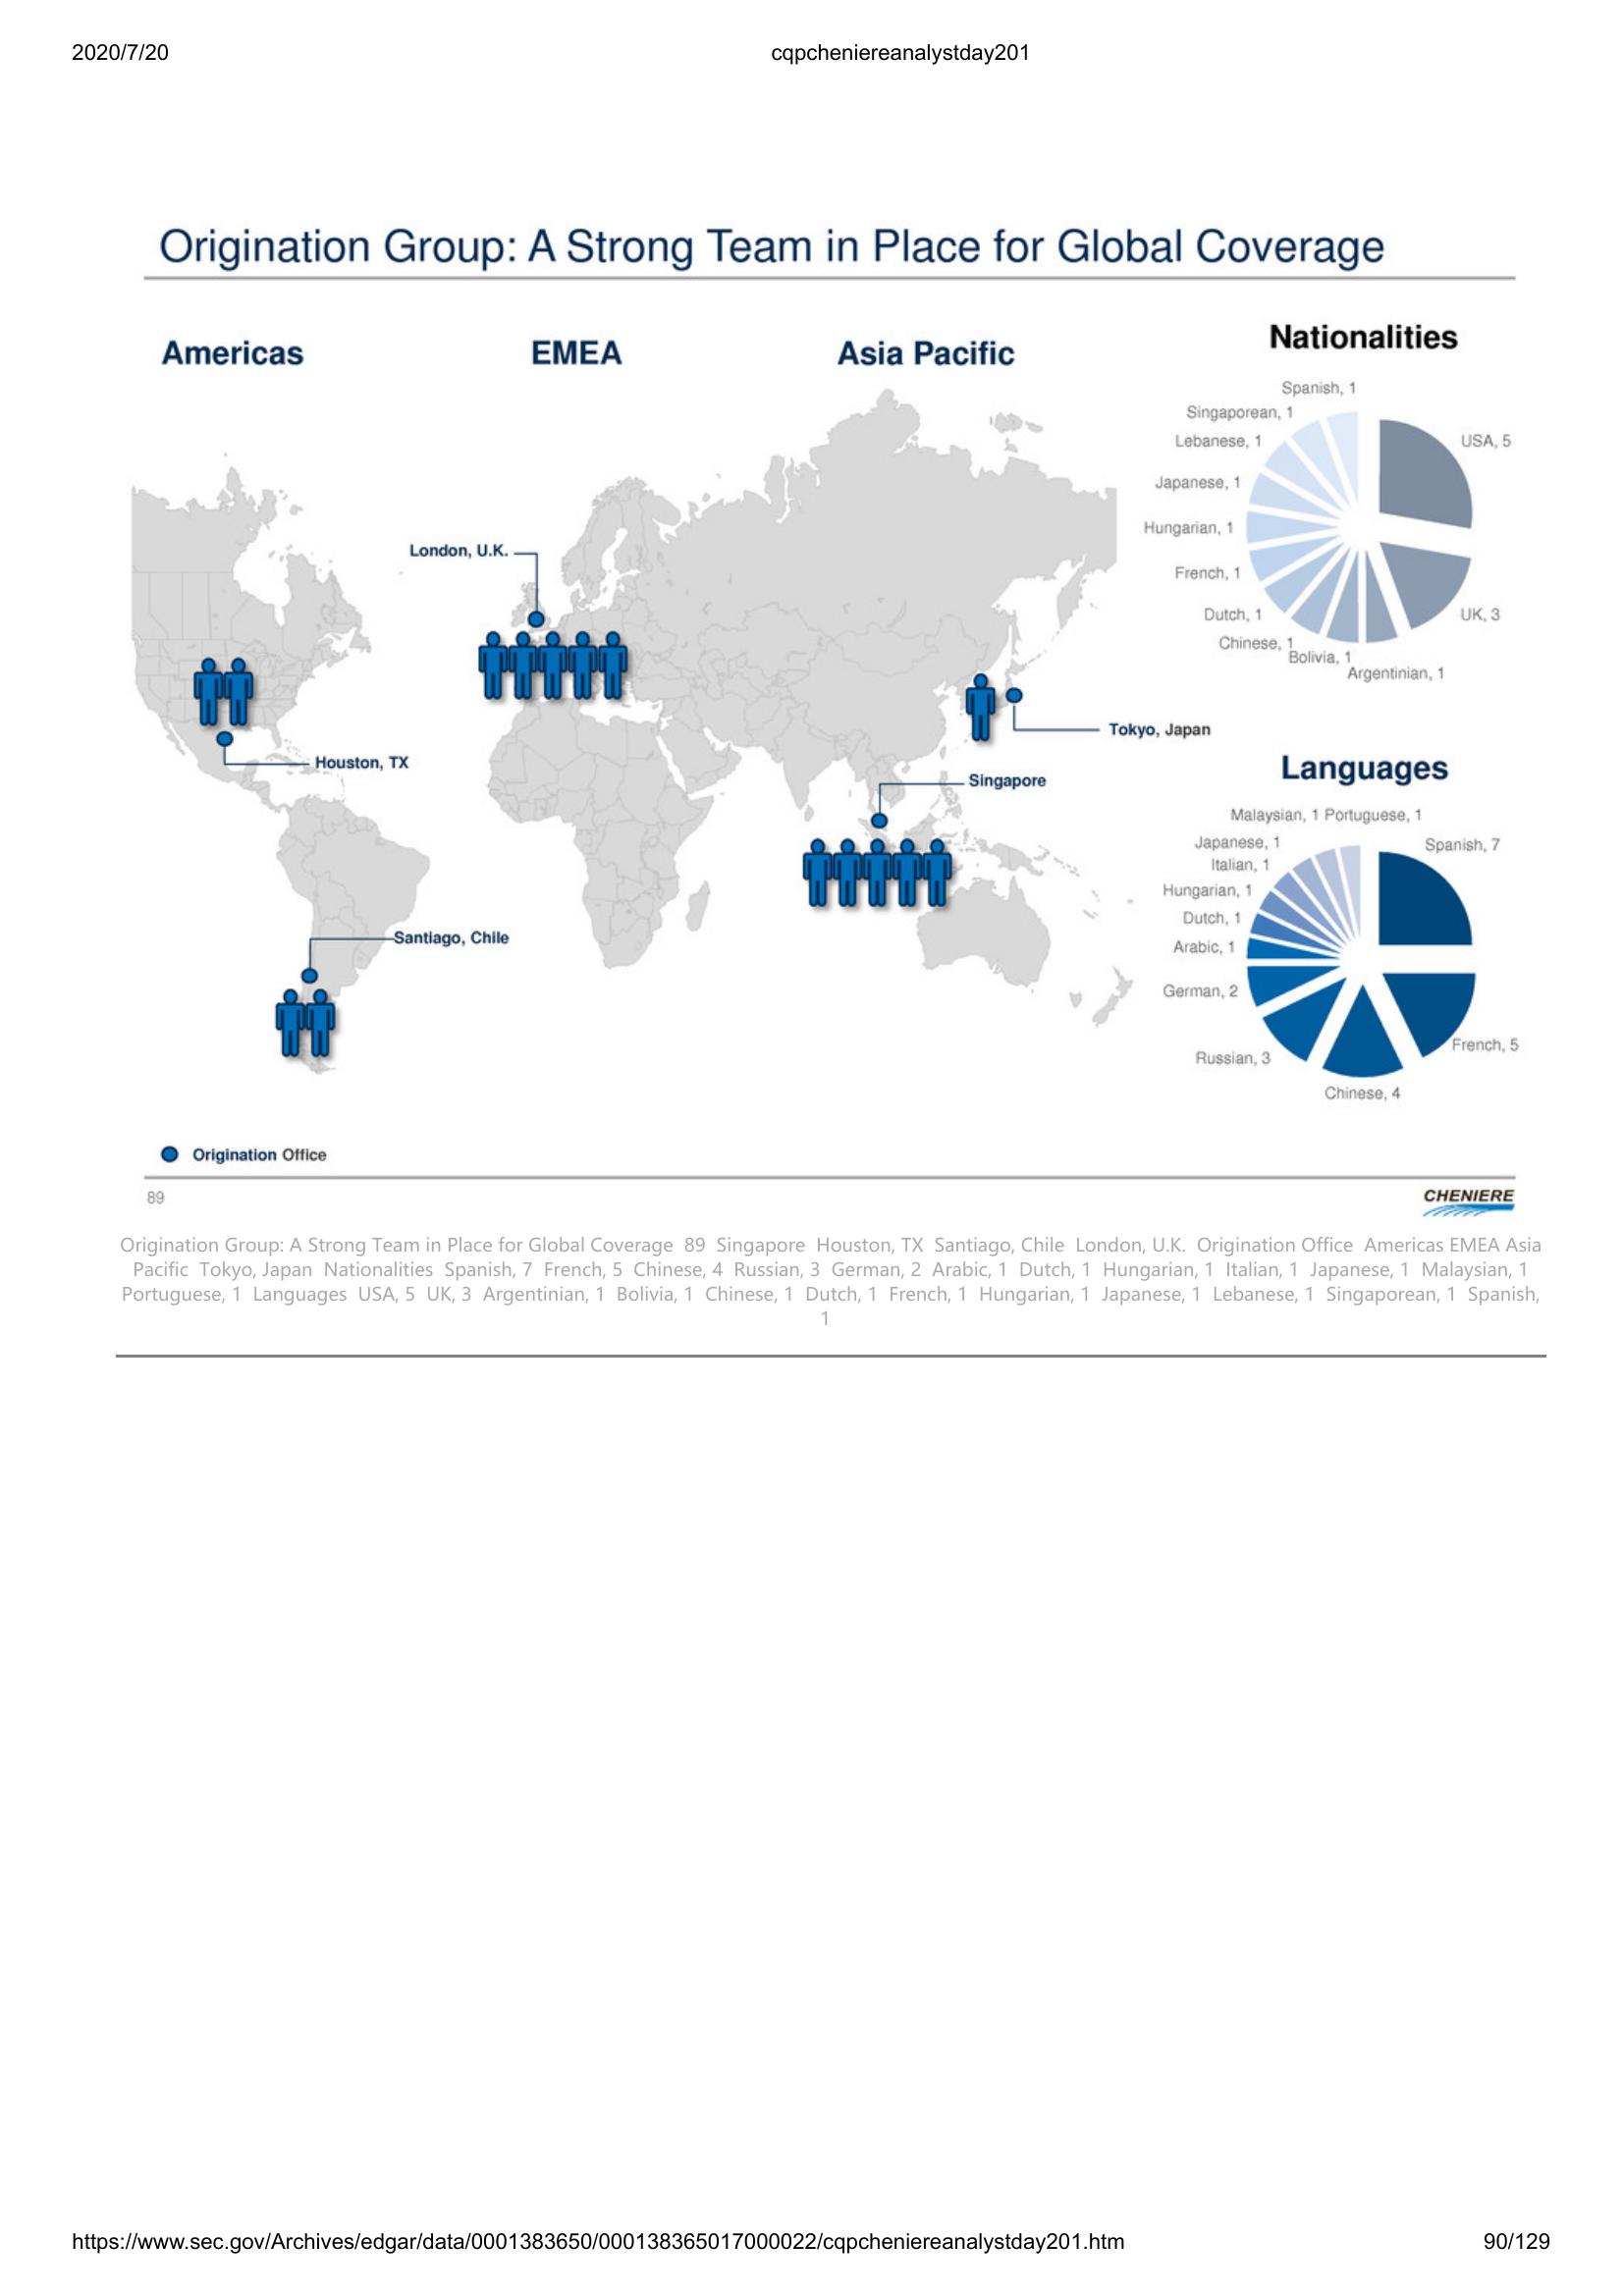 2020/7/20
cqpcheniereanalystday201
Origination Group: A Strong Team in Place for Global Coverage
Americas
EMEA
Asia Pacific
London, U.K.
Houston, TX
Santiago, Chile
Tokyo, Japan
Singapore
Nationalities
Spanish, 1
Singaporean, 1
Lebanese, 1
Japanese, 1
Hungarian, 1
French, 1
Dutch, 1
Chinese, 1
Bolivia, 1
Argentinian, 1
USA, 5
UK, 3
Languages
Malaysian, 1 Portuguese, 1
Japanese, 1
Italian, 1
Hungarian, 1
Dutch, 1
Arabic, 1
German, 2
Russian, 3
Chinese, 4
French, 5
Spanish, 7
Origination Office
89
CHENIERE
Origination Group: A Strong Team in Place for Global Coverage 89 Singapore Houston, TX Santiago, Chile London, U.K. Origination Office Americas EMEA Asia
Pacific Tokyo, Japan Nationalities Spanish, 7 French, 5 Chinese, 4 Russian, 3 German, 2 Arabic, 1 Dutch, 1 Hungarian, 1 Italian, 1 Japanese, 1 Malaysian, 1
Portuguese, 1 Languages USA, 5 UK, 3 Argentinian, 1 Bolivia, 1 Chinese, 1 Dutch, 1 French, 1 Hungarian, 1 Japanese, 1 Lebanese, 1 Singaporean, 1 Spanish,
1
https://www.sec.gov/Archives/edgar/data/0001383650/000138365017000022/cqpcheniereanalystday201.htm
90/129